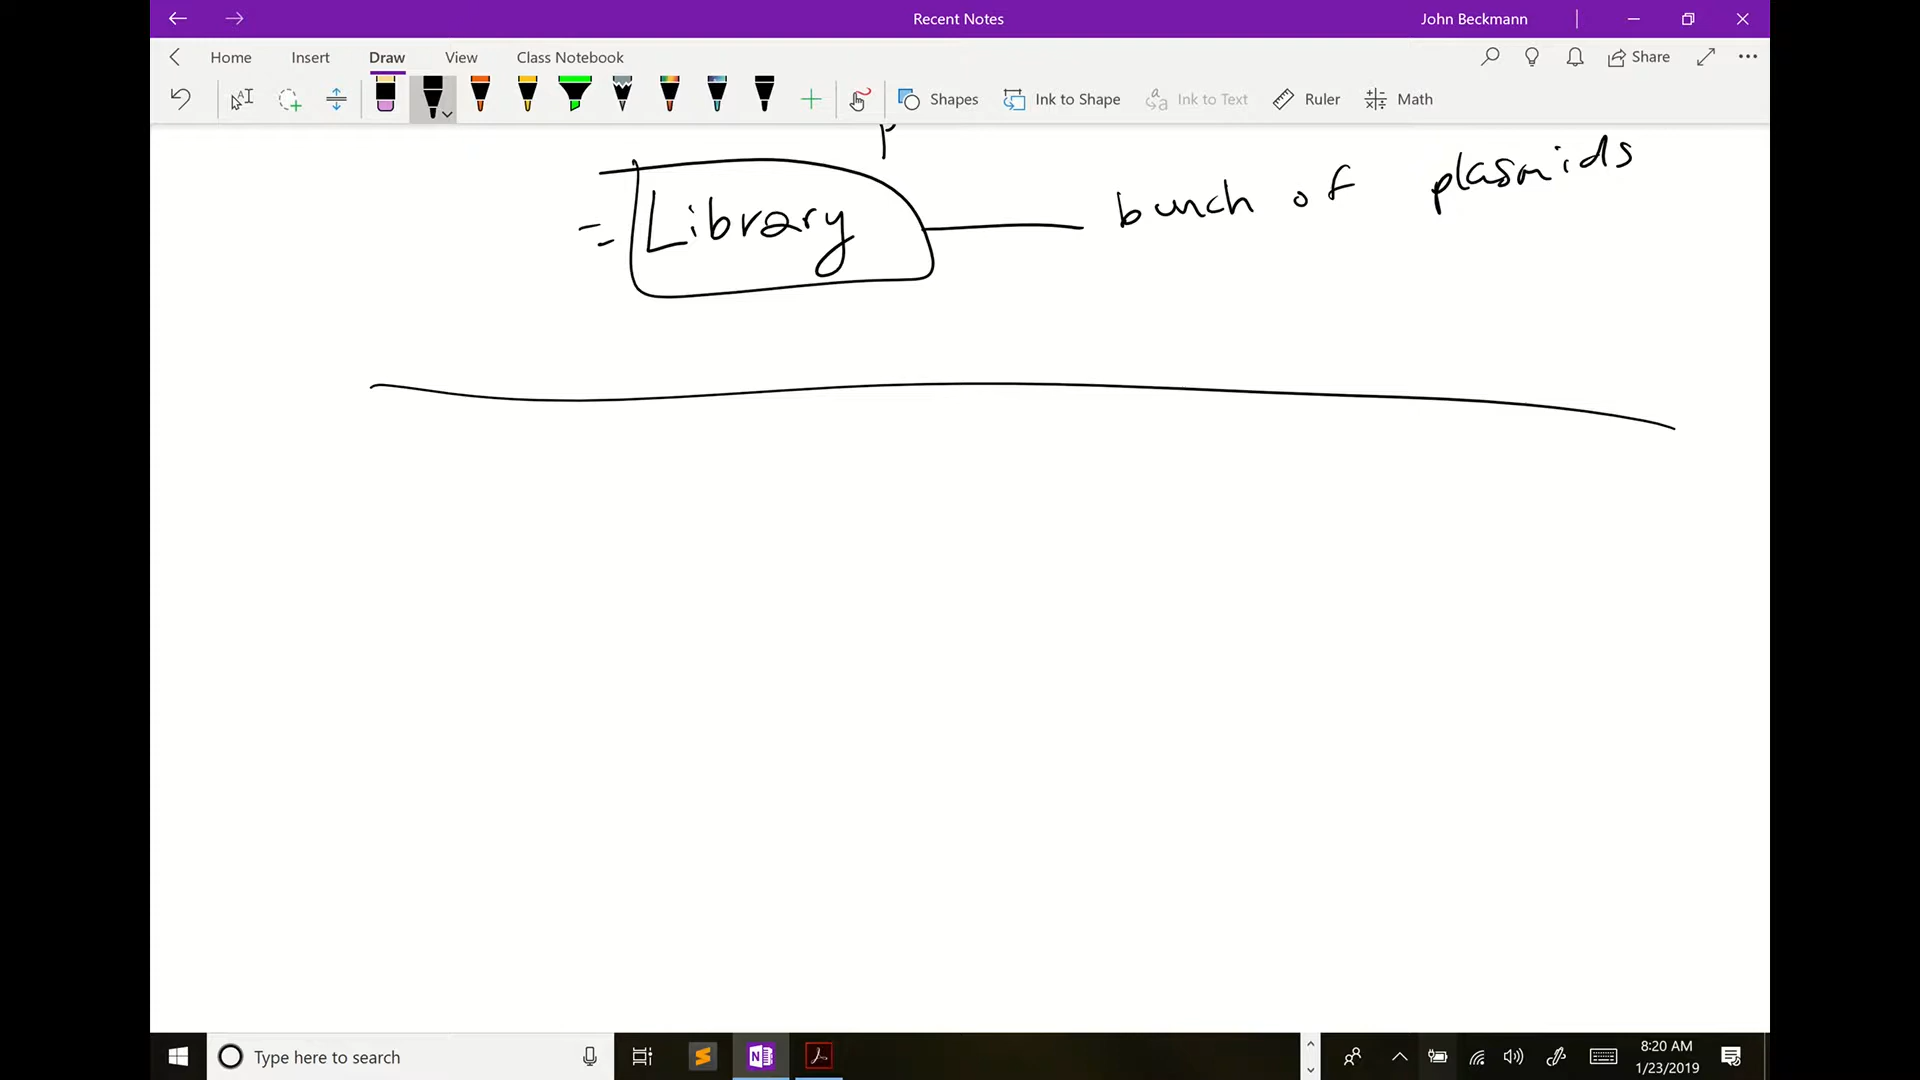 Recent Notes
John Beckmann
Home Insert Draw View Class Notebook
Share
Shapes Ink to Shape Ink to Text Ruler Math
= Library bunch of plasmids
Type here to search
8:20 AM
1/23/2019